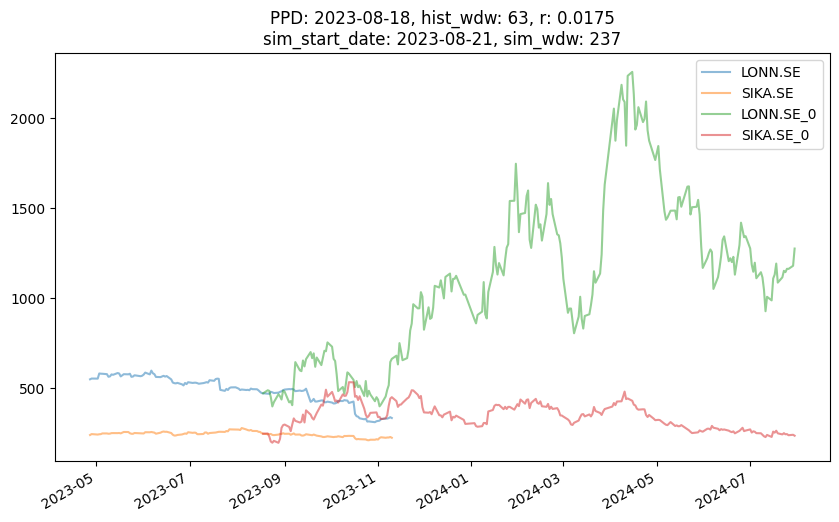 PPD: 2023-08-18, hist_wdw: 63, r: 0.0175
sim_start_date: 2023-08-21, sim_wdw: 237
LONN.SE
SIKA.SE
LONN.SE_0
SIKA.SE_0
2000
1500
1000
500
2023-05
2023-07
2023-09
2023-11
2024-01
2024-03
2024-05
2024-07